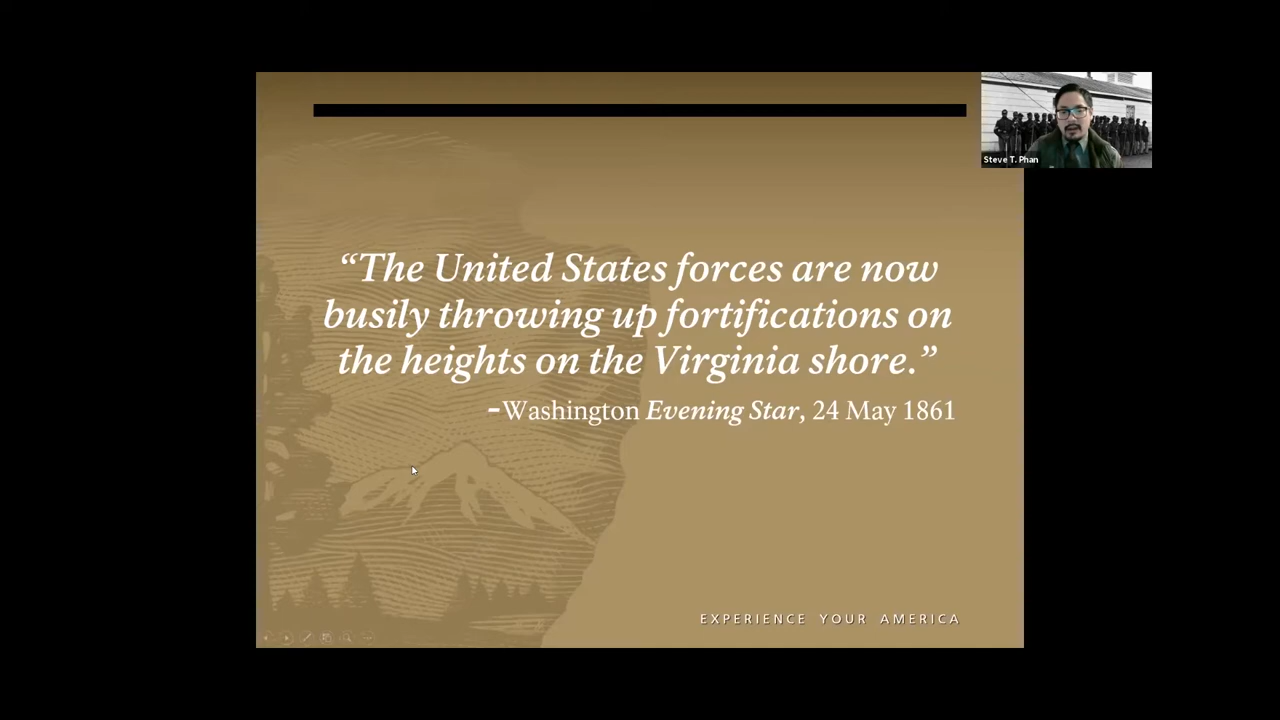 Steve T. Phan
“The United States forces are now
busily throwing up fortifications on
the heights on the Virginia shore.”
-Washington Evening Star, 24 May 1861
EXPERIENCE YOUR AMERICA